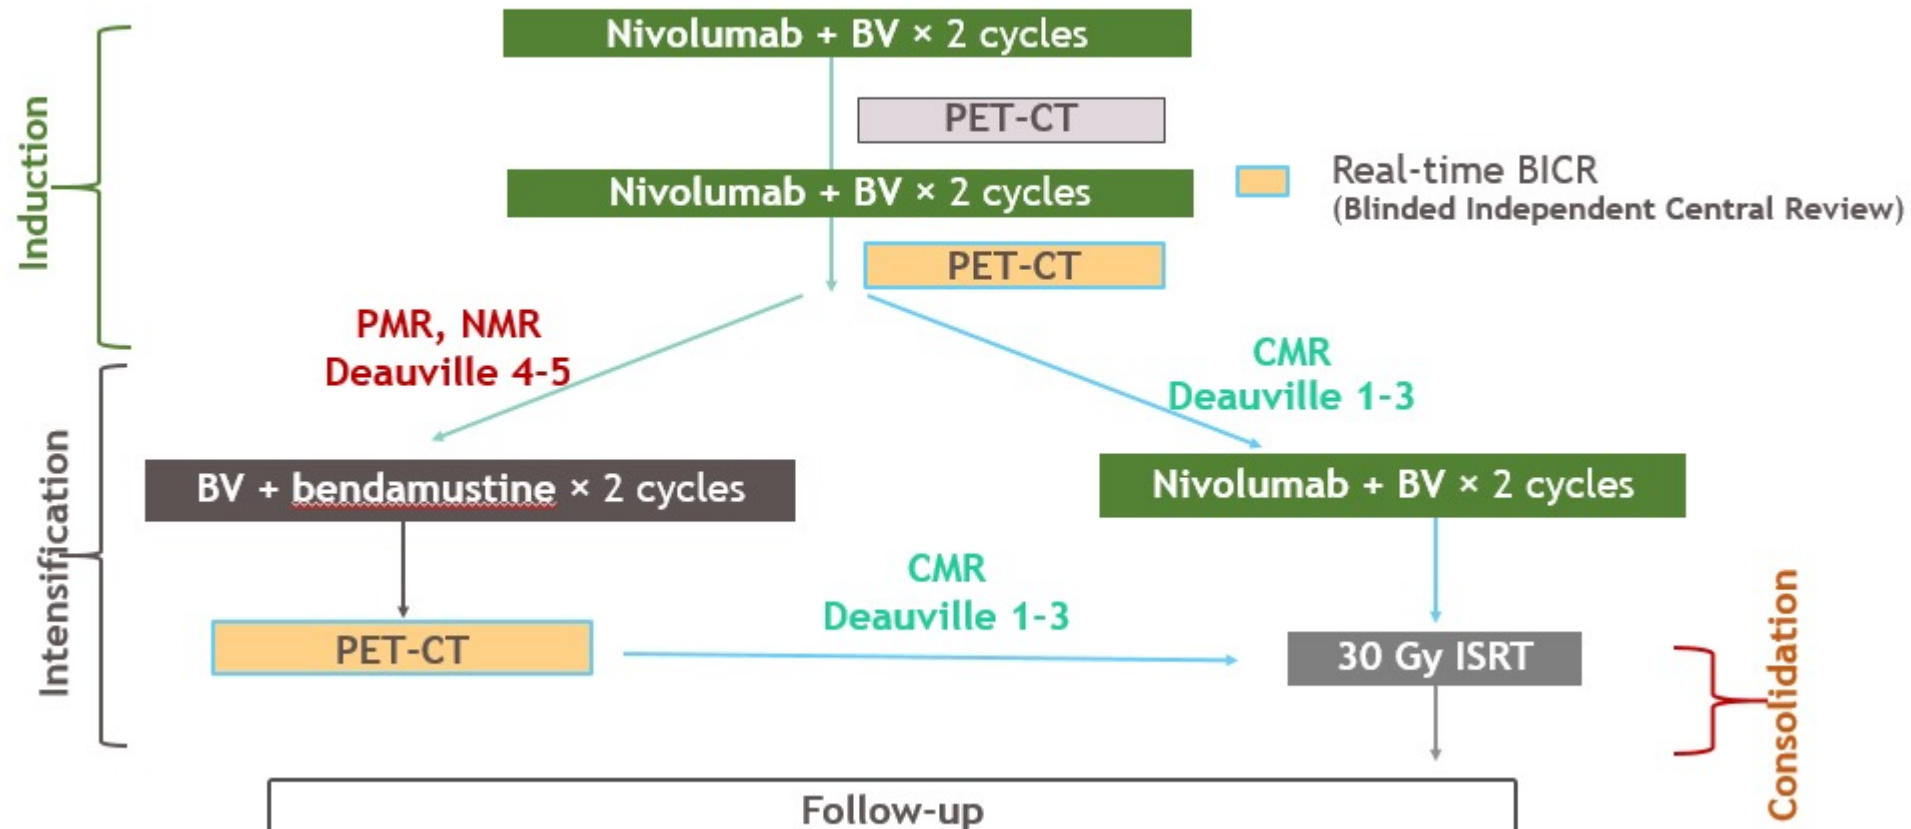 Nivolumab + BV × 2 cycles
PET-CT
Nivolumab + BV × 2 cycles
Real-time BICR
(Blinded Independent Central Review)
PET-CT
Induction
PMR, NMR
Deauville 4-5
CMR
Deauville 1-3
BV + bendamustine × 2 cycles
Nivolumab + BV × 2 cycles
Intensification
CMR
Deauville 1-3
PET-CT
30 Gy ISRT
Consolidation
Follow-up